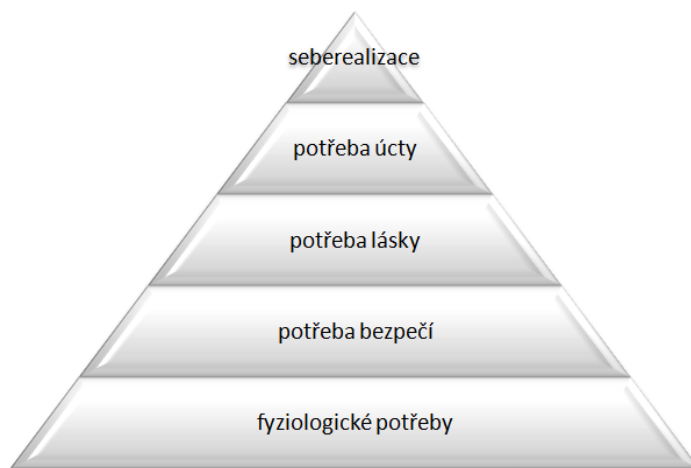 seberealizace
potřeba úcty
potřeba lásky
potřeba bezpečí
fyziologické potřeby